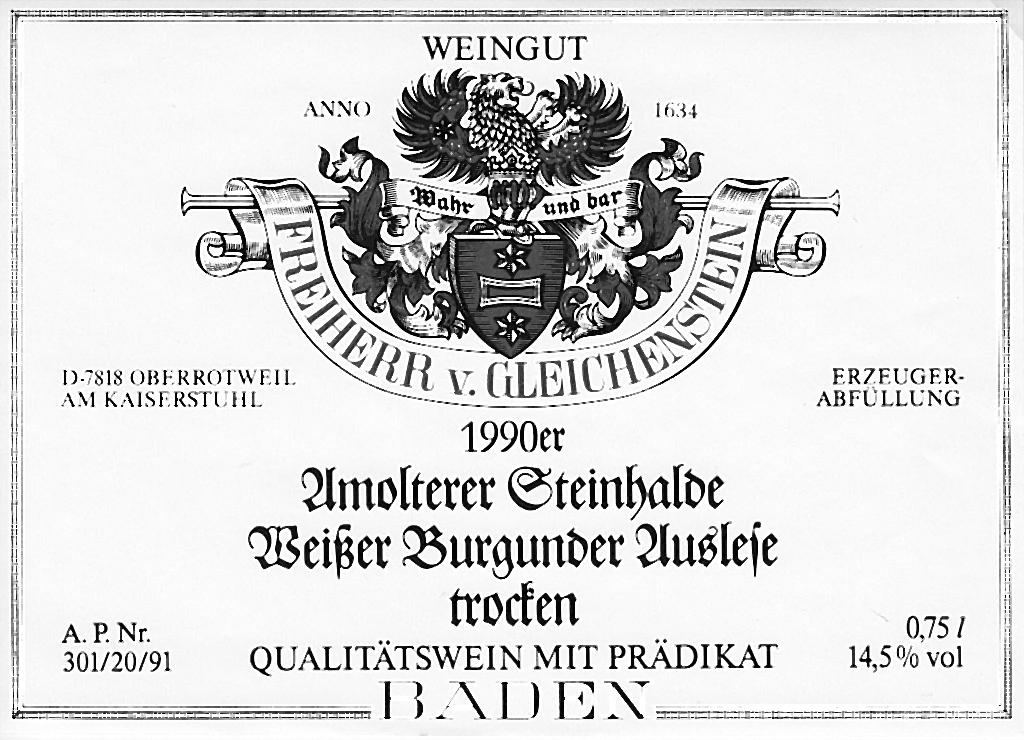 WEINGUT
ANNO 1634
Wahr und bar
FREIHERR v. GLEICHENSTEIN
D-7818 OBERROTWEIL
AM KAISERSTUHL
ERZEUGER-
ABFÜLLUNG
1990er
Amolterer Steinhalde
Weißer Burgunder Ausleſe
trocken
A. P. Nr.
301/20/91
QUALITÄTSWEIN MIT PRÄDIKAT
0,75 l
14,5% vol
BADEN